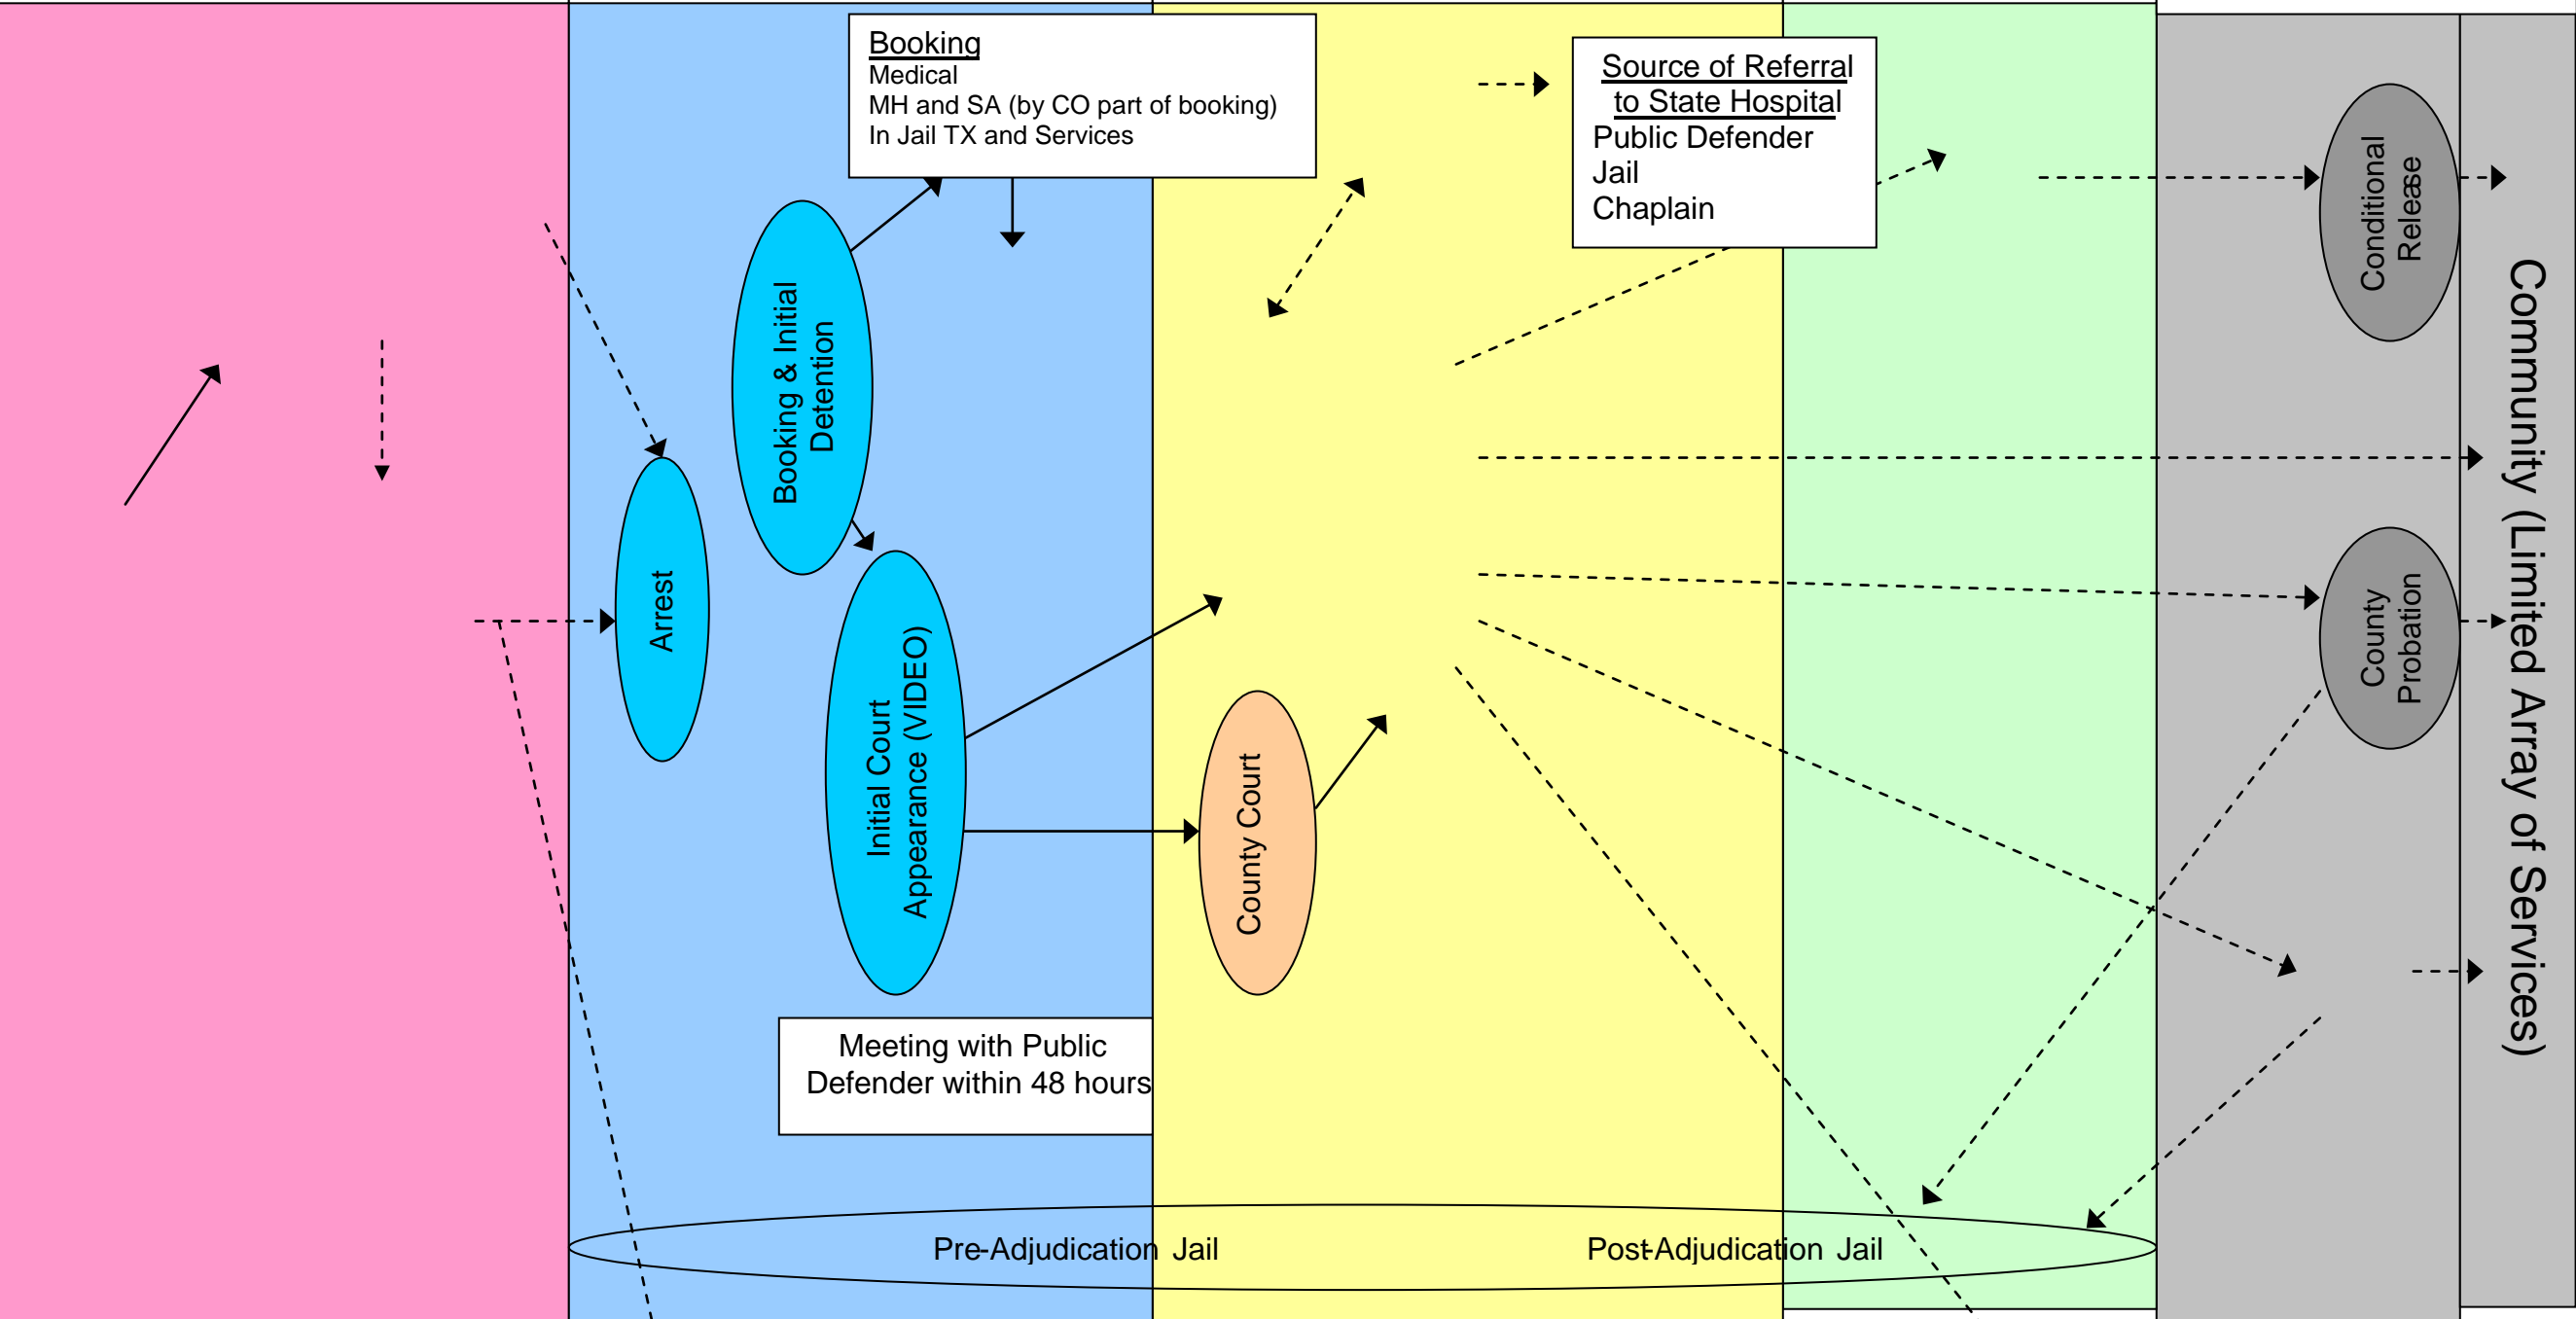 Booking
Medical
MH and SA (by CO part of booking)
In Jail TX and Services
Source of Referral
to State Hospital
Public Defender
Jail
Chaplain
Conditional
Release
Booking & Initial
Detention
Arrest
Initial Court
Appearance (VIDEO)
County Court
County
Probation
Community (Limited Array of Services)
Meeting with Public
Defender within 48 hours
Pre-Adjudication Jail
Post-Adjudication Jail